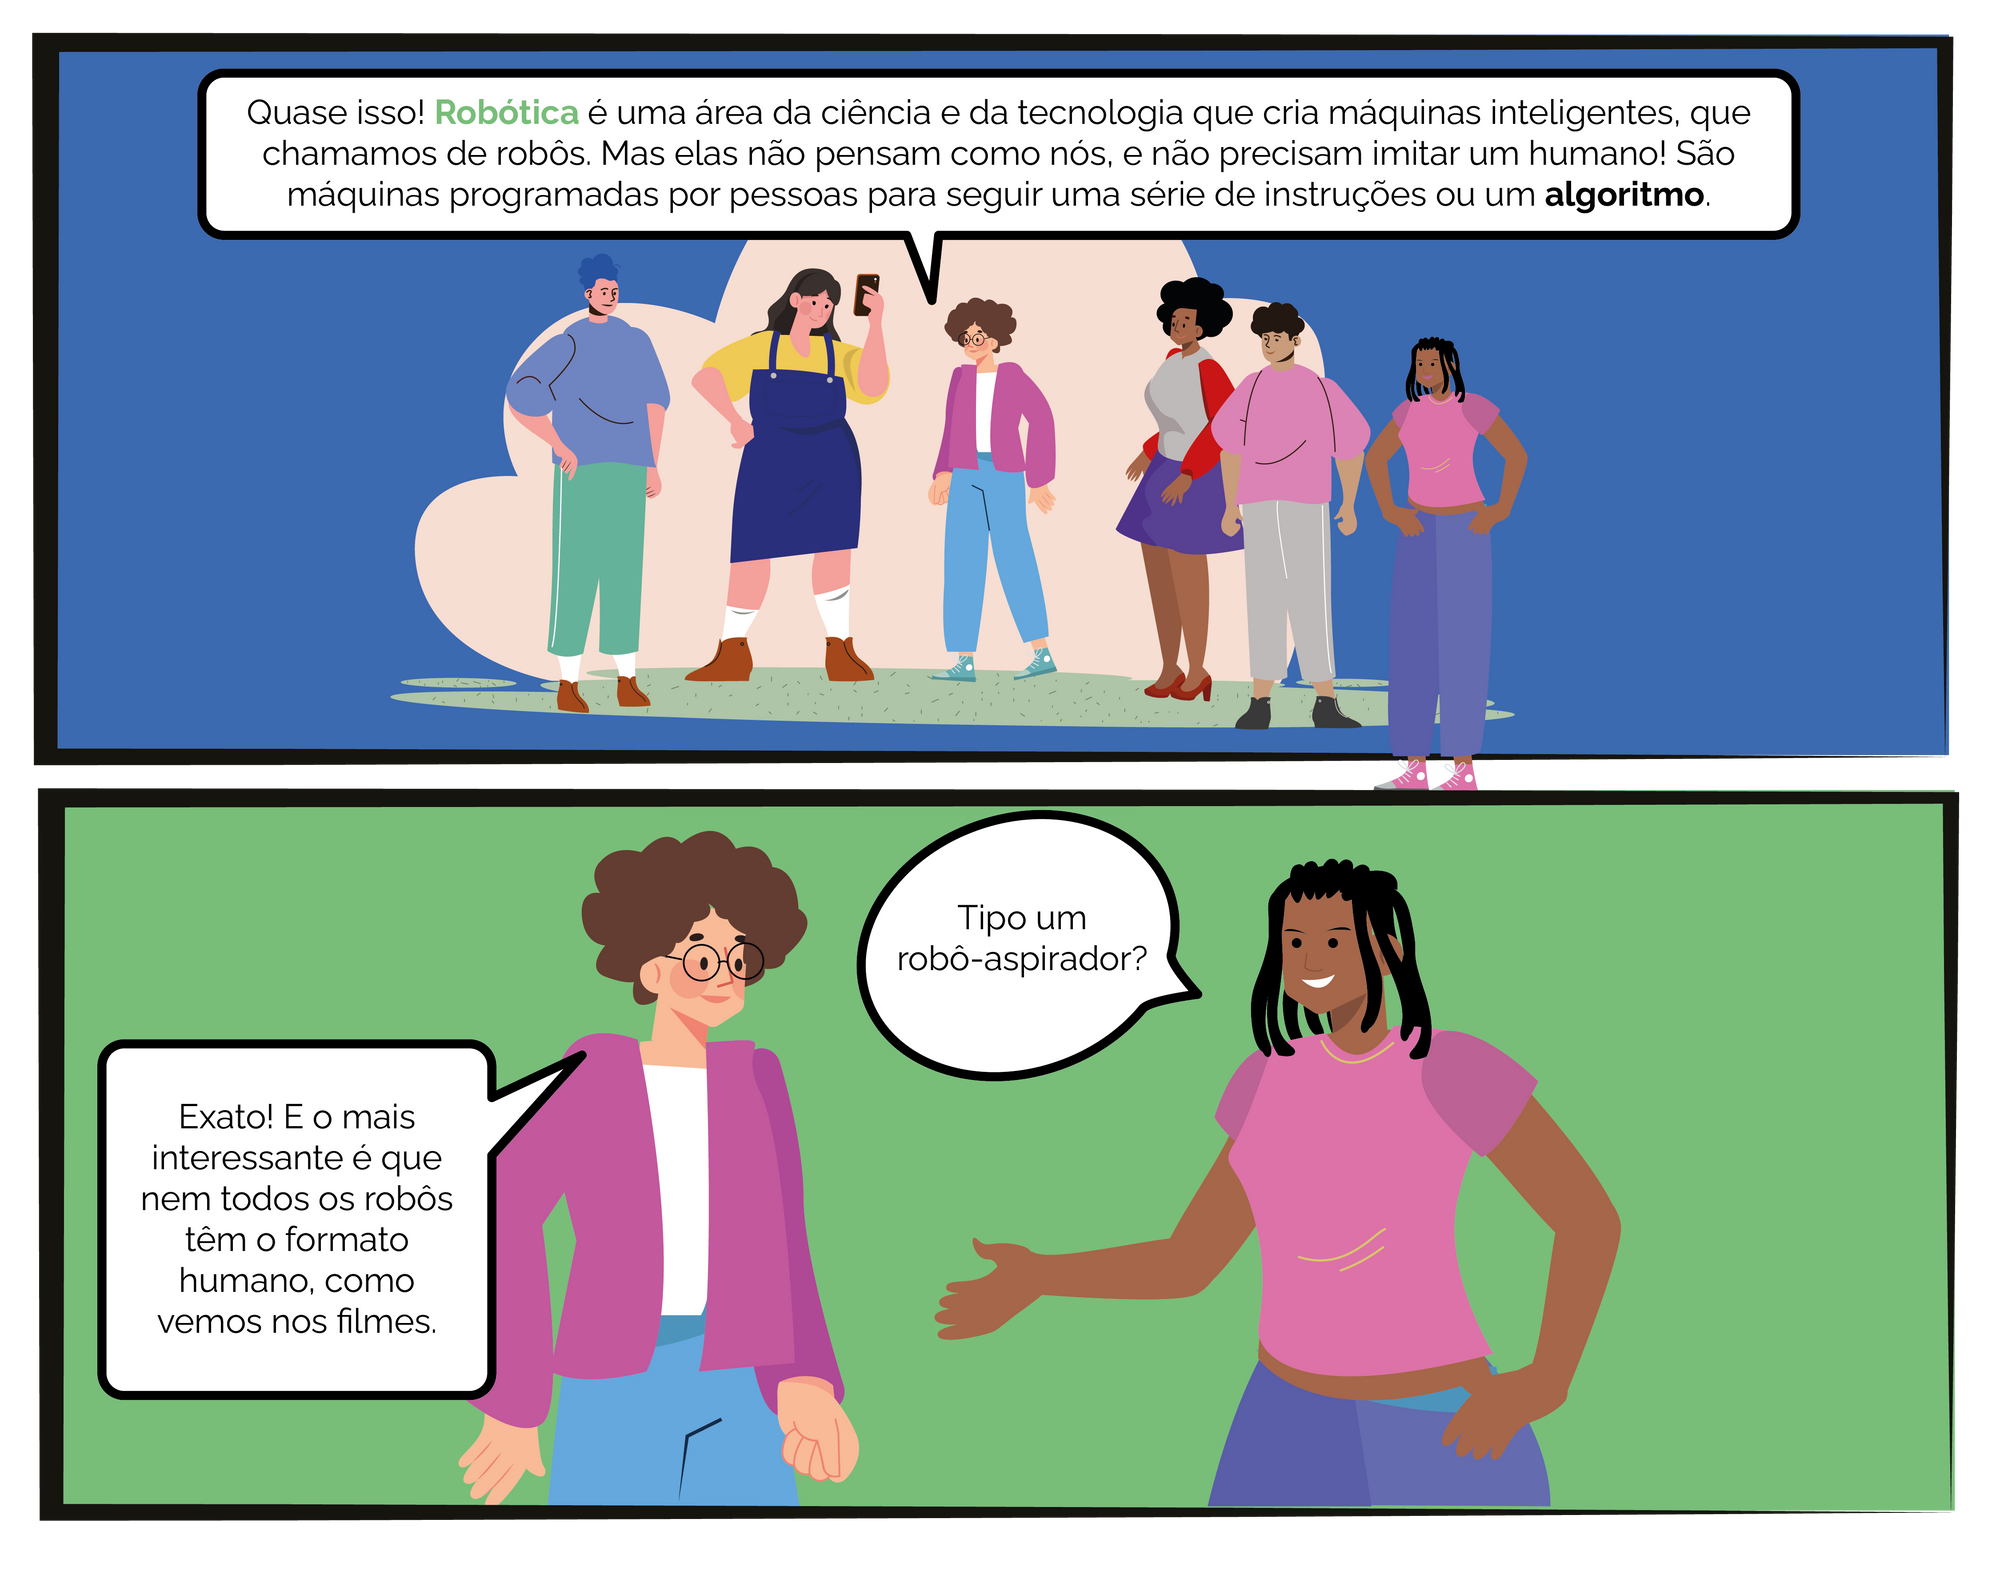 Quase isso! Robótica é uma área da ciência e da tecnologia que cria máquinas inteligentes, que
chamamos de robôs. Mas elas não pensam como nós, e não precisam imitar um humano! São
máquinas programadas por pessoas para seguir uma série de instruções ou um algoritmo.
Tipo um
robô-aspirador?
Exato! E o mais
interessante é que
nem todos os robôs
têm o formato
humano, como
vemos nos filmes.